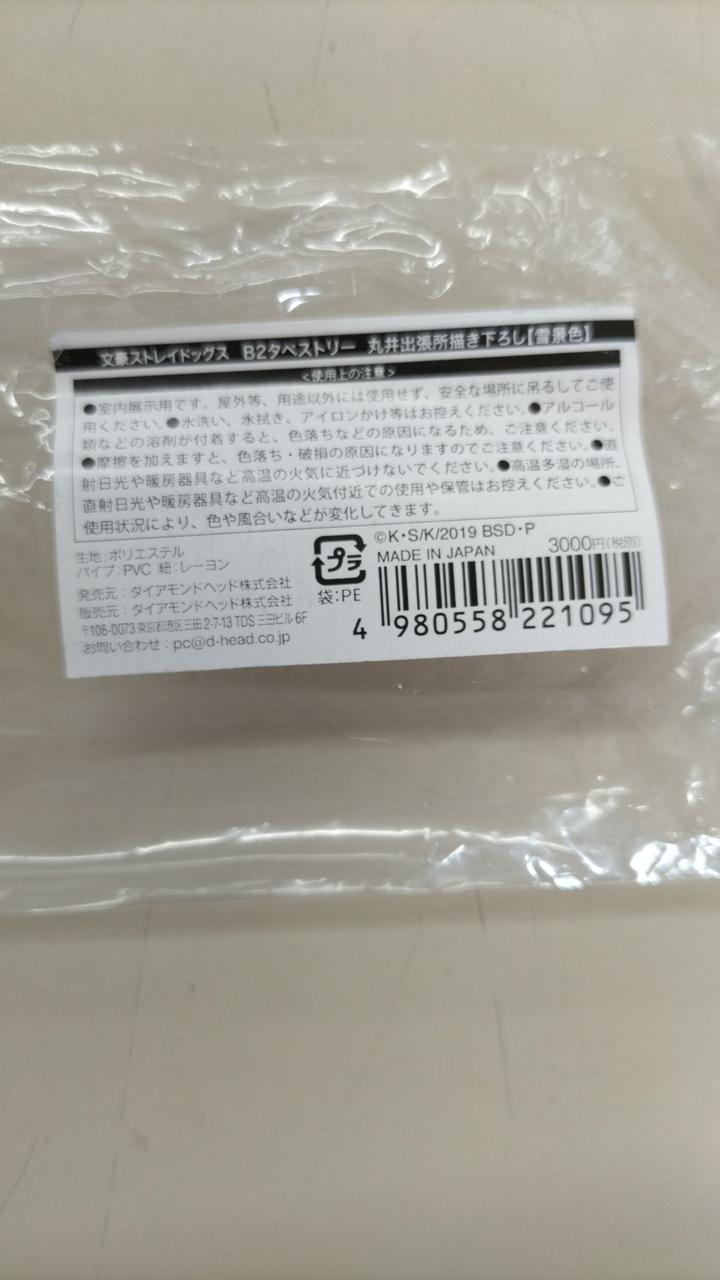 文豪ストレイドッグス B2タペストリー 丸井出張所描き下ろし【雪景色】
<使用上の注意>
●室内展示用です。屋外等、用途以外には使用せず、安全な場所に吊るしてご使
用ください。●水洗い、水拭き、アイロンかけ等はお控えください。●アルコール
類などの溶剤が付着すると、色落ちなどの原因になるため、ご注意ください。
●摩擦を加えますと、色落ち・破損の原因になりますのでご注意ください。●直
射日光や暖房器具など高温の火気に近づけないでください。●高温多湿の場所、
直射日光や暖房器具など高温の火気付近での使用や保管はお控えください。●ご
使用状況により、色や風合いなどが変化してきます。
生地:ポリエステル
パイプ:PVC 紐:レーヨン
発売元:ダイアモンドヘッド株式会社
販売元:ダイアモンドヘッド株式会社
〒108-0073 東京都港区三田 2-7-13 TDS 三田ビル 6F
お問い合わせ:pc@d-head.co.jp
プラ
袋:PE
©K・S/K/2019 BSD・P
MADE IN JAPAN 3000円(税別)
4 980558 221095